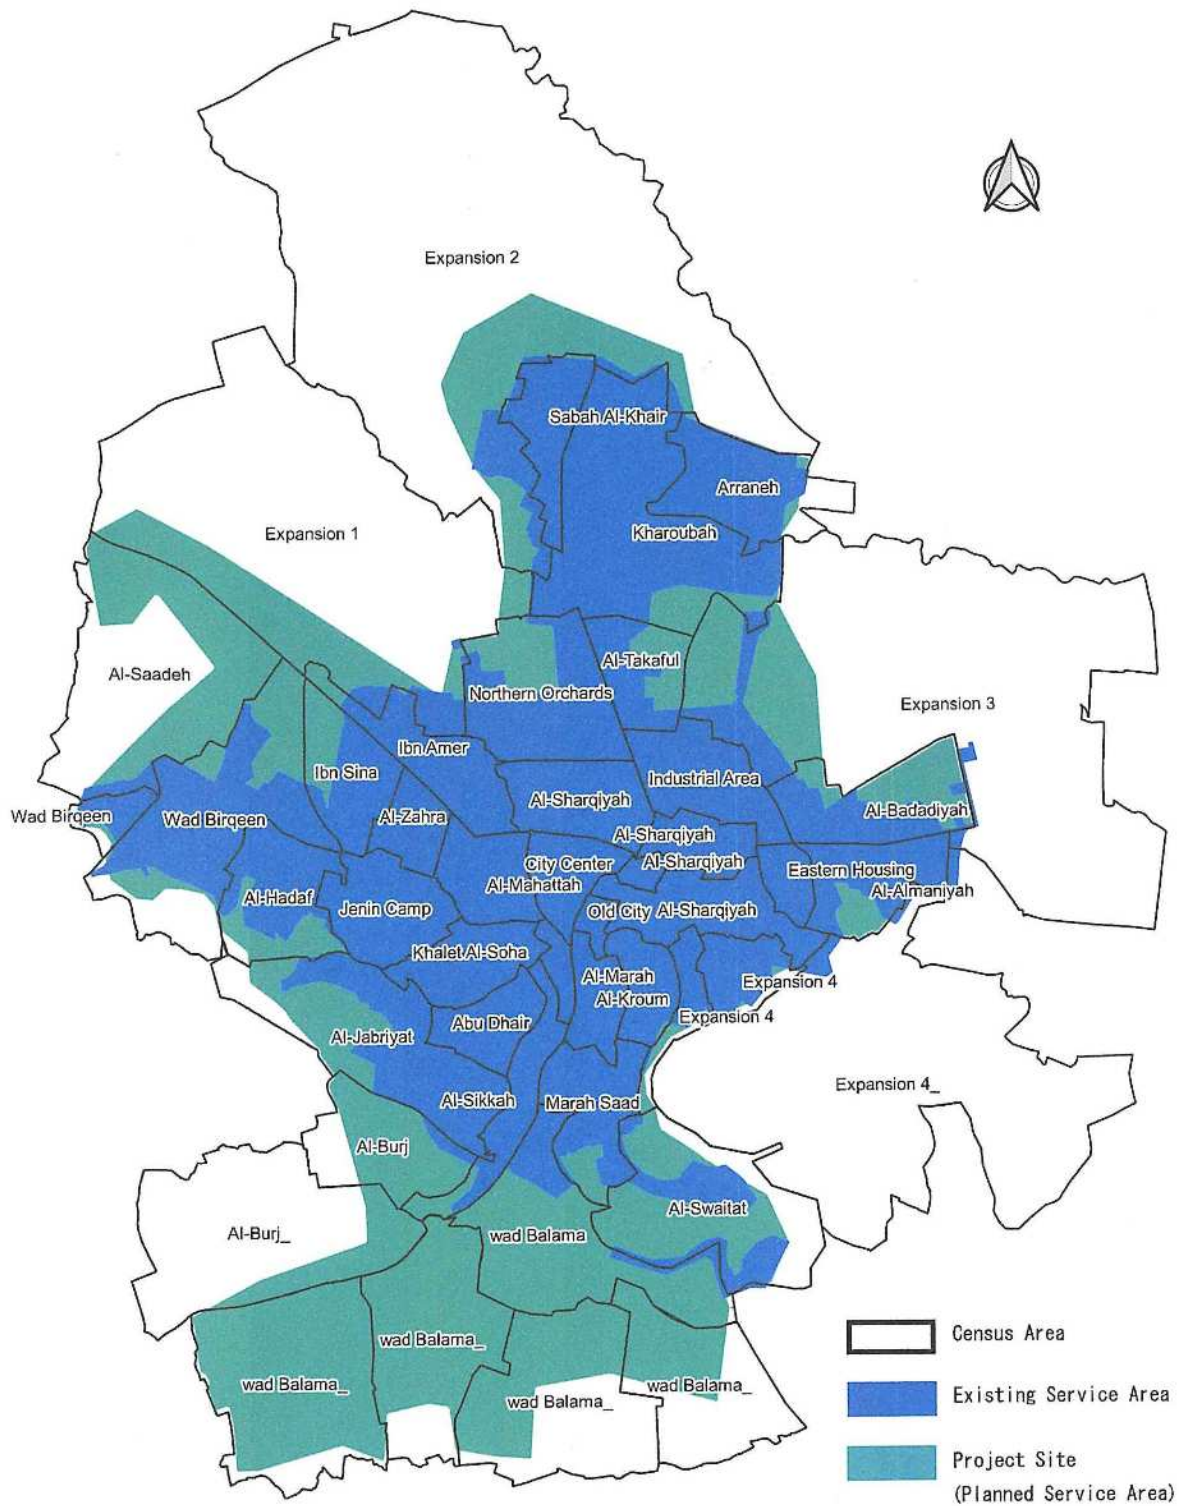 Expansion 2
Sabah Al-Khair
Arraneh
Expansion 1
Kharoubah
Al-Saadeh
Al-Takaful
Northern Orchards
Expansion 3
Ibn Amer
Ibn Sina
Industrial Area
Al-Sharqiyah
Al-Badadiyah
Wad Birqeen
Wad Birqeen
Al-Zahra
Al-Sharqiyah
City Center
Al-Sharqiyah
Eastern Housing
Al-Mahattah
Al-Almaniyah
Al-Hadaf
Jenin Camp
Old City
Al-Sharqiyah
Khalet Al-Soha
Al-Marah
Expansion 4
Al-Kroum
Expansion 4
Abu Dhair
Al-Jabriyat
Expansion 4_
Al-Sikkah
Marah Saad
Al-Burj
Al-Swaitat
Al-Burj_
wad Balama
wad Balama_
wad Balama_
wad Balama_
wad Balama_
Census Area
Existing Service Area
Project Site
(Planned Service Area)